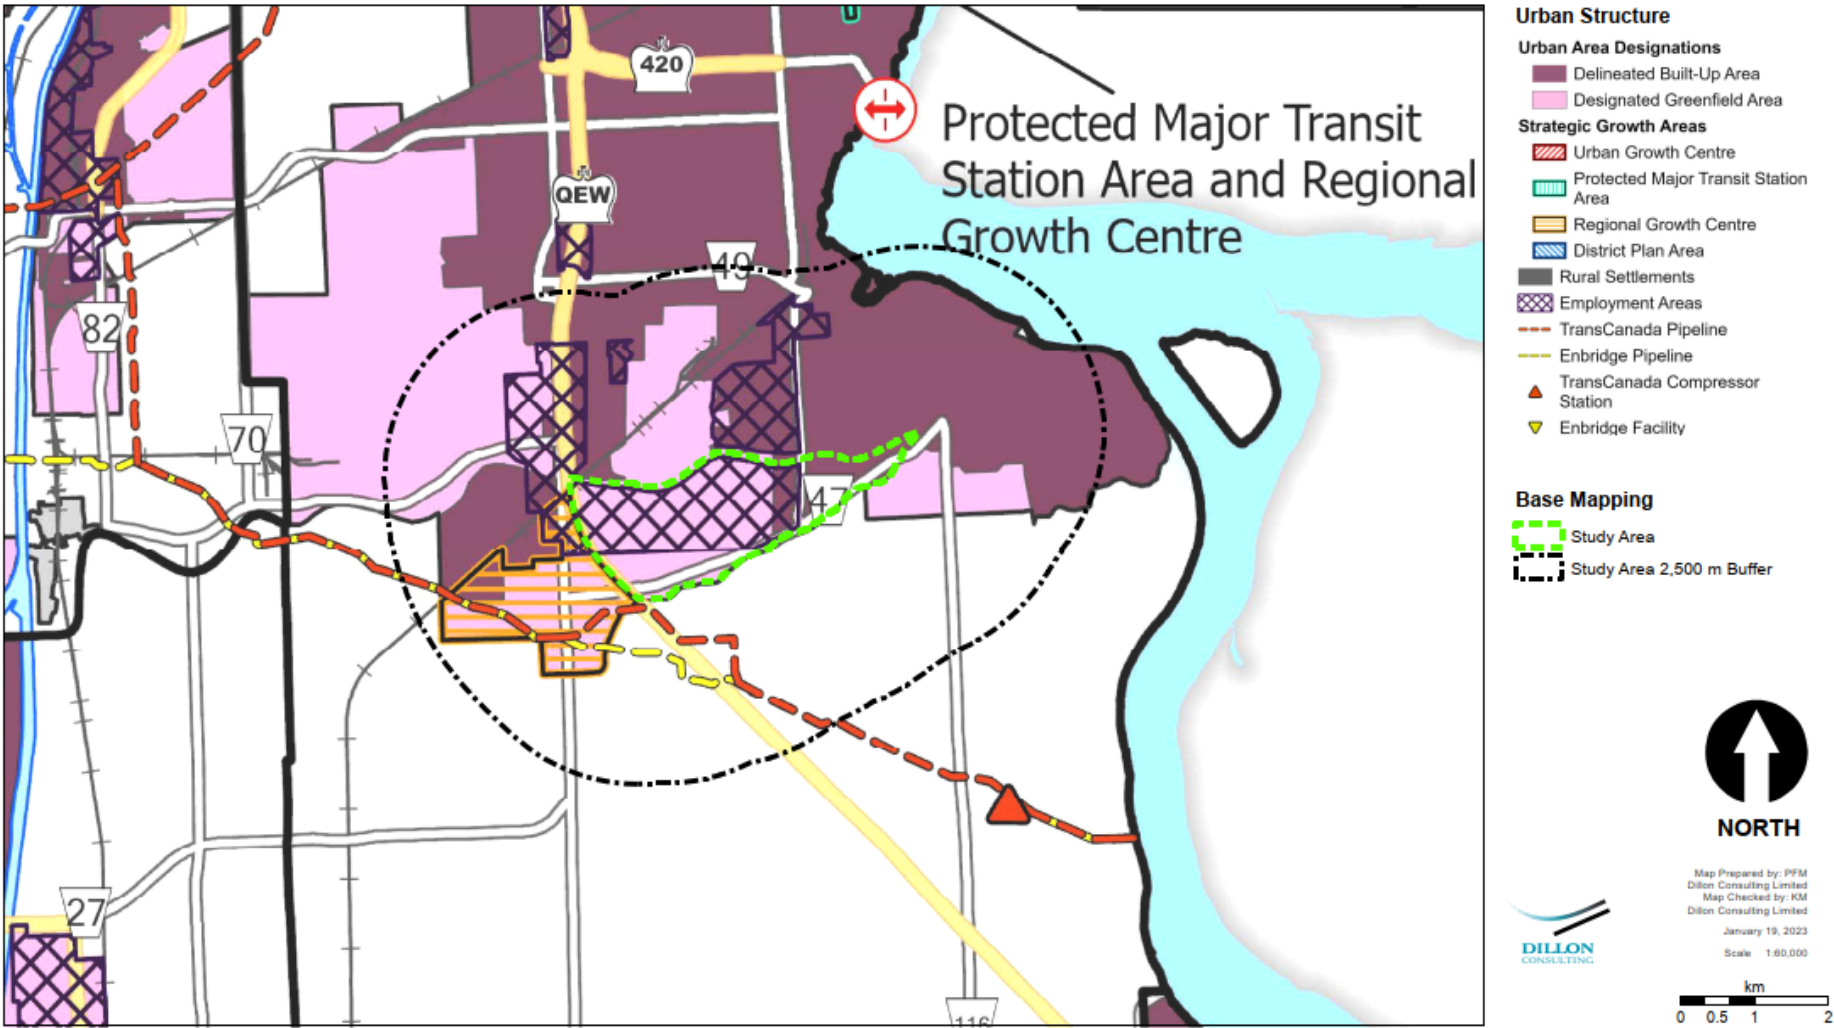 420
QEW
Protected Major Transit
Station Area and Regional
Growth Centre
49
82
70
47
27
116
Urban Structure
Urban Area Designations
Delineated Built-Up Area
Designated Greenfield Area
Strategic Growth Areas
Urban Growth Centre
Protected Major Transit Station
Area
Regional Growth Centre
District Plan Area
Rural Settlements
Employment Areas
TransCanada Pipeline
Enbridge Pipeline
TransCanada Compressor
Station
Enbridge Facility
Base Mapping
Study Area
Study Area 2,500 m Buffer
NORTH
Map Prepared by: PFM
Dillon Consulting Limited
Map Checked by: KM
Dillon Consulting Limited
January 19, 2023
Scale 1:60,000
DILLON
CONSULTING
km
0 0.5 1 2